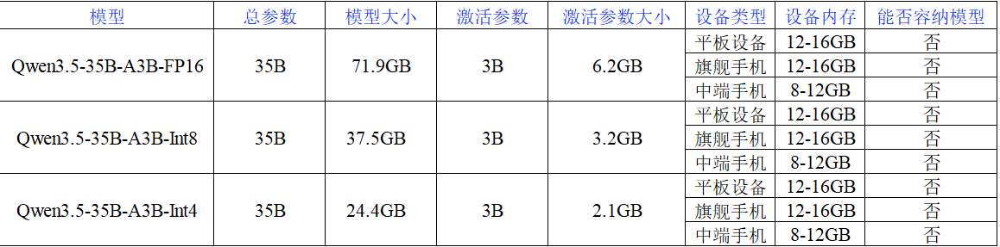 模型 总参数 模型大小 激活参数 激活参数大小 设备类型 设备内存 能否容纳模型
Qwen3.5-35B-A3B-FP16 35B 71.9GB 3B 6.2GB 平板设备 12-16GB 否
旗舰手机 12-16GB 否
中端手机 8-12GB 否
Qwen3.5-35B-A3B-Int8 35B 37.5GB 3B 3.2GB 平板设备 12-16GB 否
旗舰手机 12-16GB 否
中端手机 8-12GB 否
Qwen3.5-35B-A3B-Int4 35B 24.4GB 3B 2.1GB 平板设备 12-16GB 否
旗舰手机 12-16GB 否
中端手机 8-12GB 否